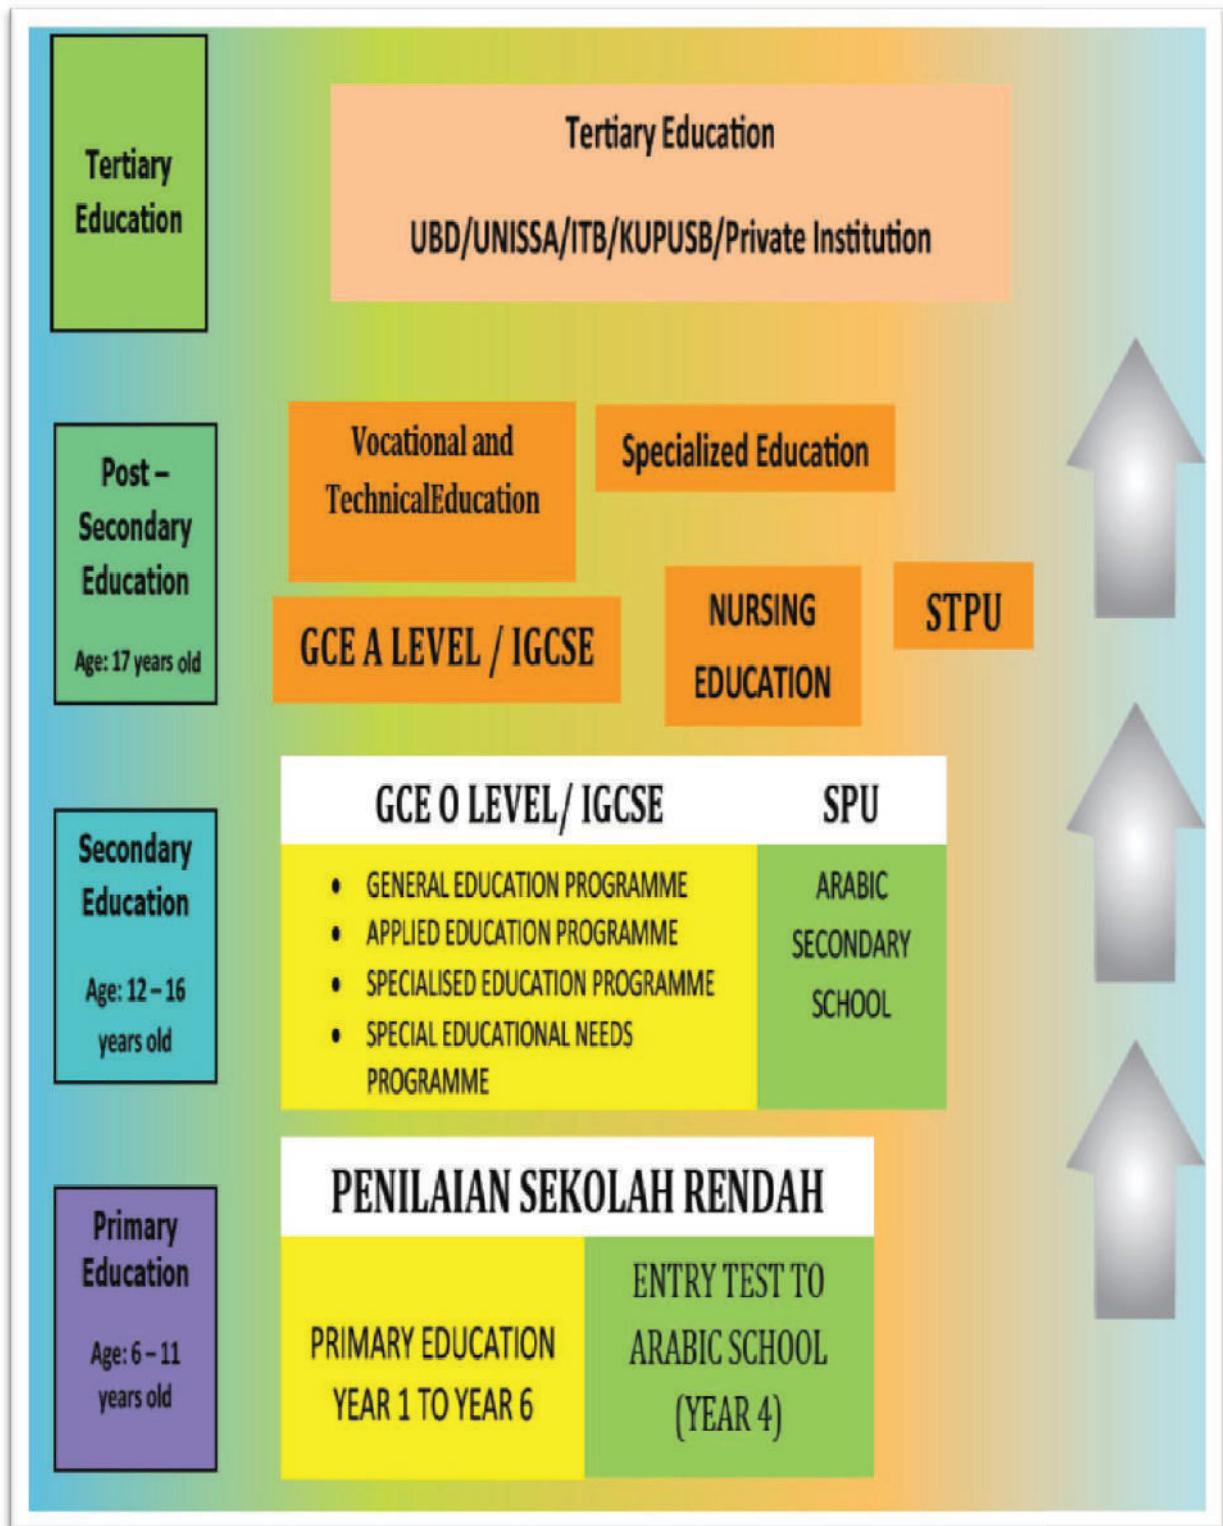 Tertiary
Education
Tertiary Education
UBD/UNISSA/ITB/KUPUSB/Private Institution
Post –
Secondary
Education
Age: 17 years old
Vocational and
TechnicalEducation
Specialized Education
GCE A LEVEL / IGCSE
NURSING
EDUCATION
STPU
Secondary
Education
Age: 12 – 16
years old
GCE O LEVEL/ IGCSE
SPU
• GENERAL EDUCATION PROGRAMME
• APPLIED EDUCATION PROGRAMME
• SPECIALISED EDUCATION PROGRAMME
• SPECIAL EDUCATIONAL NEEDS
PROGRAMME
ARABIC
SECONDARY
SCHOOL
Primary
Education
Age: 6 – 11
years old
PENILAIAN SEKOLAH RENDAH
PRIMARY EDUCATION
YEAR 1 TO YEAR 6
ENTRY TEST TO
ARABIC SCHOOL
(YEAR 4)